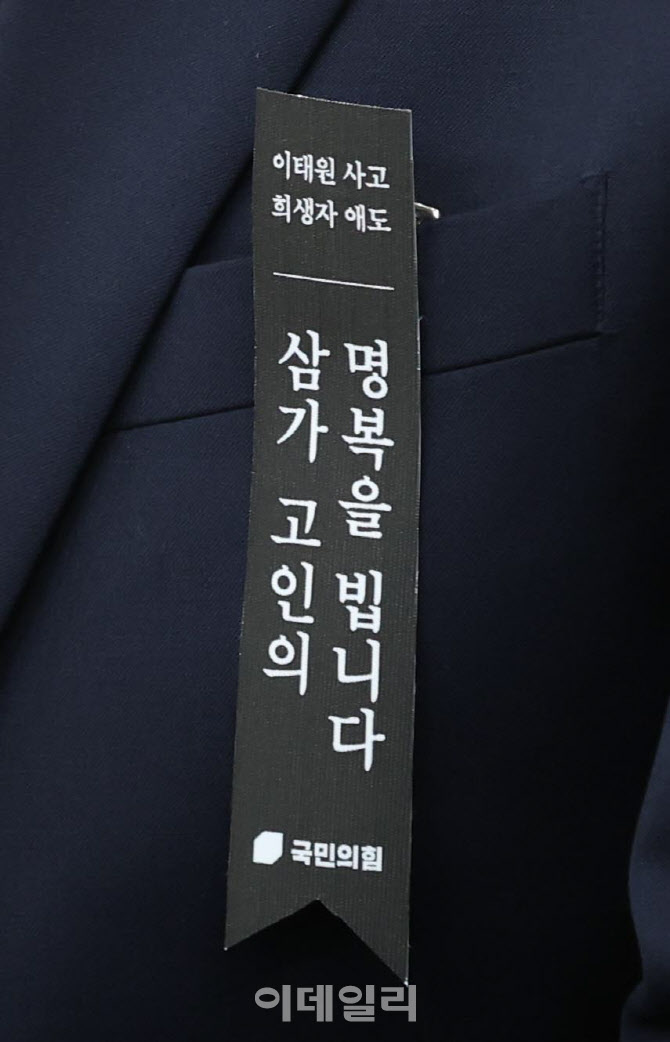 이태원 사고
희생자 애도
삼가 고인의
명복을 빕니다
국민의힘
이데일리